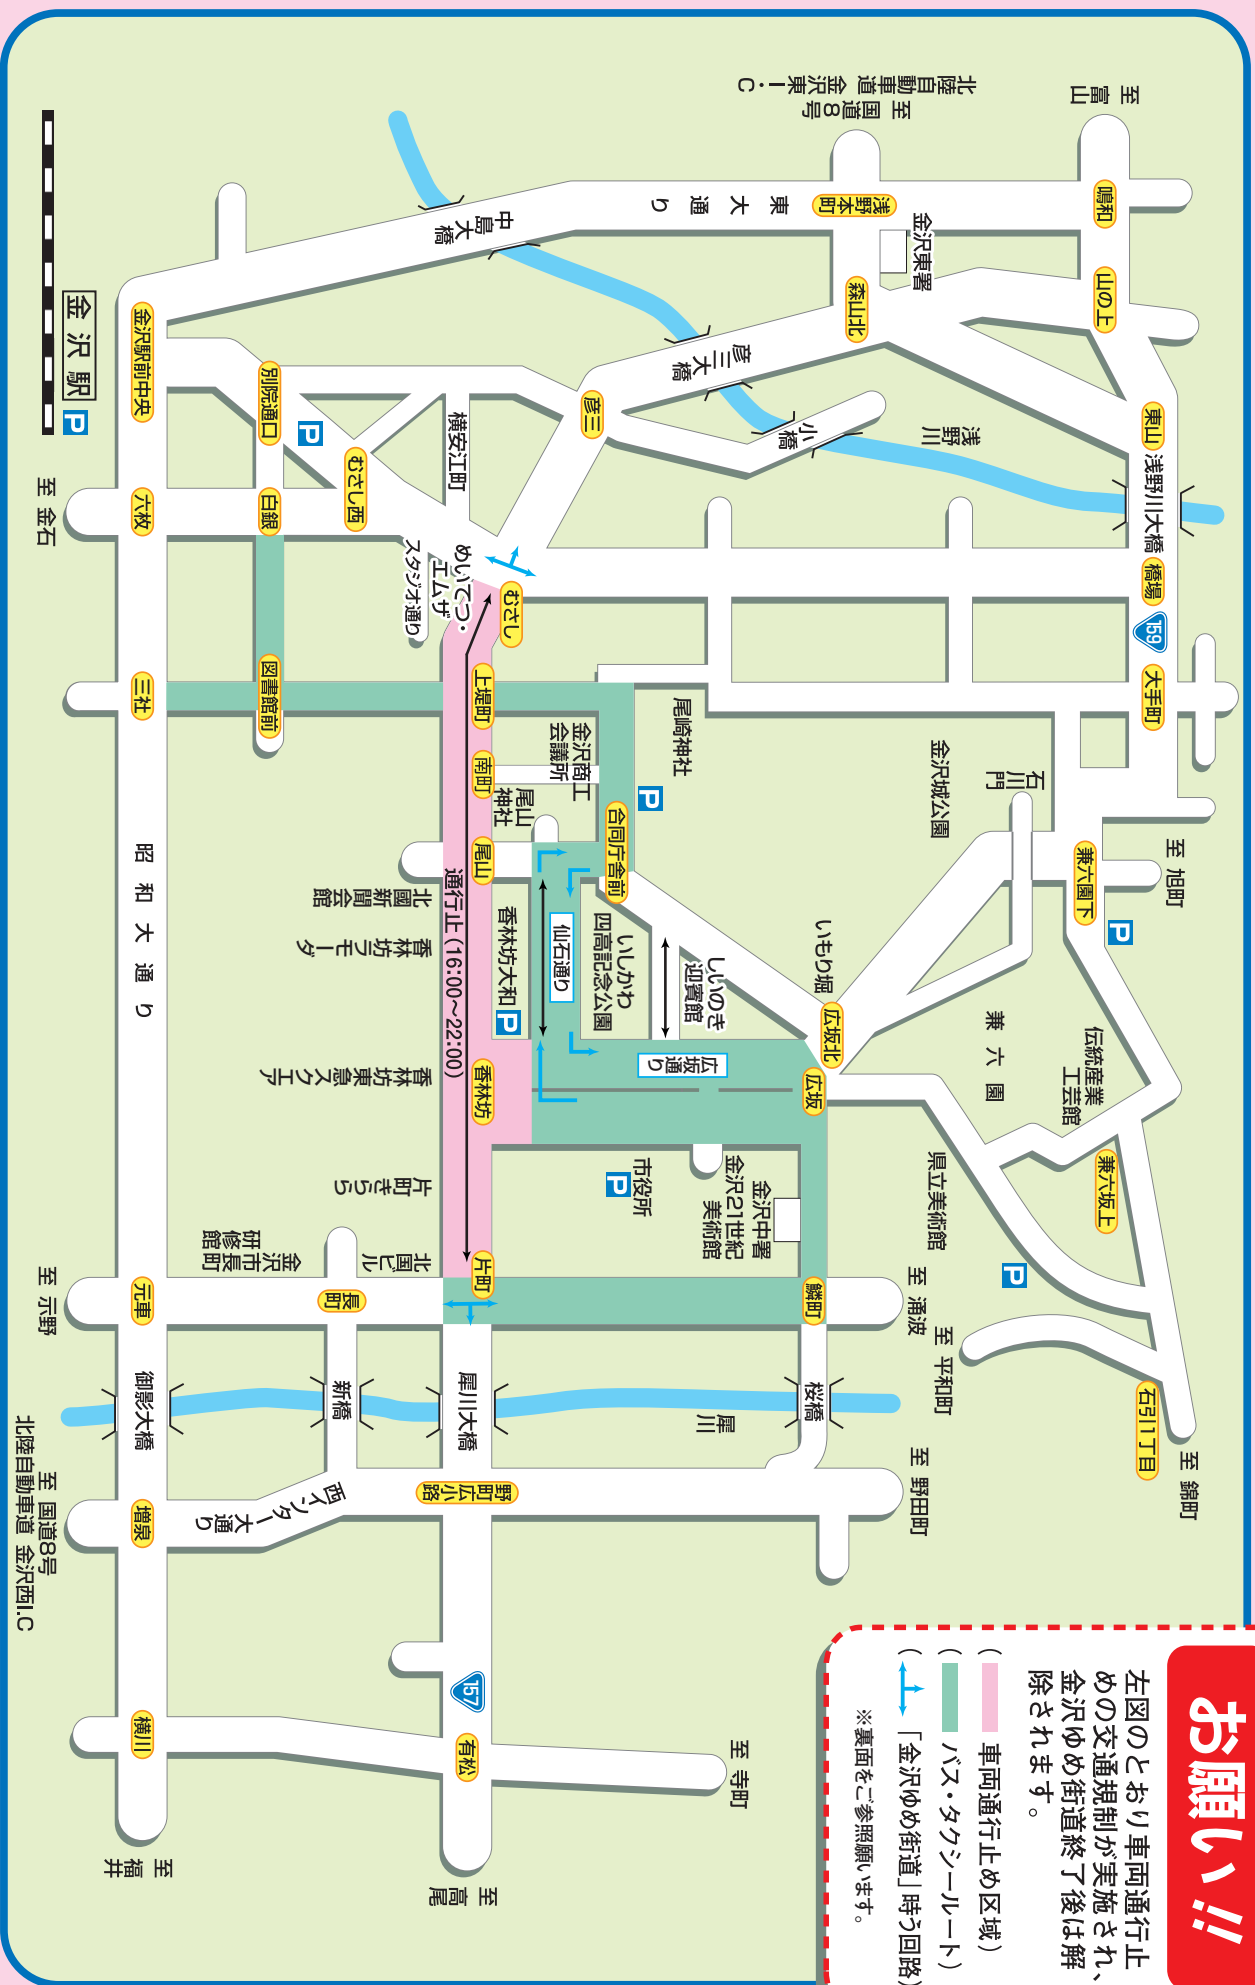 お願い!!
左図のとおり車両通行止
めの交通規制が実施され、
金沢ゆめ街道終了後は解
除されます。
( 車両通行止め区域)
( バス・タクシールート)
( 「金沢ゆめ街道」時う回路)
※裏面をご参照願います。
至 富山
北陸自動車道 金沢東I・C
至 国道8号
鳴和
浅野本町
東大通り
金沢東署
山の上
森山北
中島大橋
彦三大橋
小橋
浅野川
東山
浅野川大橋
橋場
159
大手町
彦三
横安江町
別院通口
P
むさし西
金沢駅前中央
金沢駅
P
至 金石
六枚
白銀
めいてつ・
エムザ
スタジオ通り
むさし
三社
図書館前
上堤町
南町
尾山
尾崎神社
金沢商工
会議所
尾山
神社
P
合同庁舎前
金沢城公園
石川門
至 旭町
兼六園下
P
昭和大通り
通行止(16:00〜22:00)
北國新聞会館
香林坊プモーダ
香林坊東急スクエア
片町きらら
北国ビル
金沢市長町
研修館
香林坊大和
P
仙石通り
いしかわ
四高記念公園
しいのき
迎賓館
いもり堀
広坂北
広坂通り
広坂
香林坊
兼六園
伝統産業
工芸館
兼六坂上
県立美術館
P
市役所
P
金沢21世紀
美術館
金沢中署
片町
鱗町
至 涌波
至 平和町
石引1丁目
至 錦町
至 示野
元車
長町
御影大橋
新橋
犀川大橋
犀川
桜橋
至 野田町
野町広小路
西インター大通り
増泉
至 国道8号
北陸自動車道 金沢西I.C
157
有松
横川
至 寺町
至 福井
至 高尾